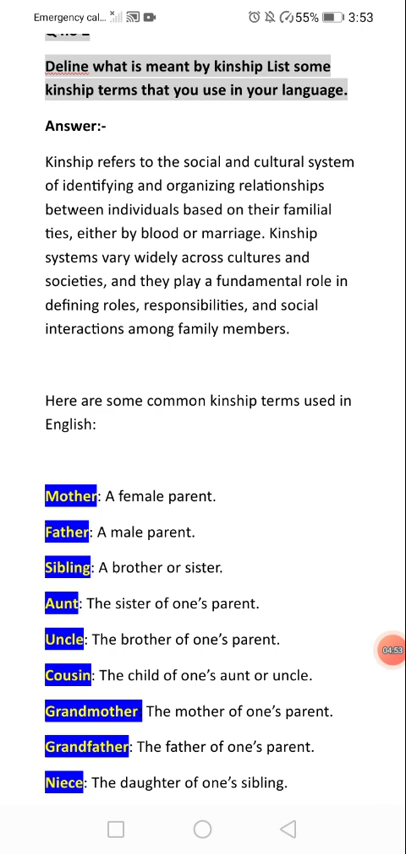 Emergency cal... 55% 3:53
Deline what is meant by kinship List some
kinship terms that you use in your language.
Answer:-
Kinship refers to the social and cultural system
of identifying and organizing relationships
between individuals based on their familial
ties, either by blood or marriage. Kinship
systems vary widely across cultures and
societies, and they play a fundamental role in
defining roles, responsibilities, and social
interactions among family members.
Here are some common kinship terms used in
English:
Mother: A female parent.
Father: A male parent.
Sibling: A brother or sister.
Aunt: The sister of one’s parent.
Uncle: The brother of one’s parent.
04:53
Cousin: The child of one’s aunt or uncle.
Grandmother The mother of one’s parent.
Grandfather: The father of one’s parent.
Niece: The daughter of one’s sibling.